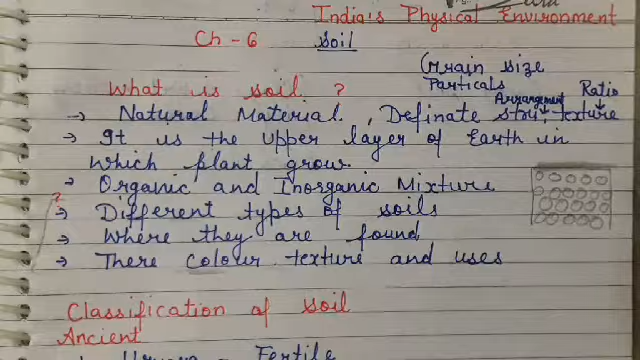 India's Physical Environment
Ch-6 Soil
Grain size
Particals
What is soil ?
Arrangement Ratio
→ Natural Material, Definate texture
→ It is the upper layer of Earth in
which plant grow
→ Organic and Inorganic Mixture
→ Different types of soils
→ Where they are found
→ There colour texture and uses
Classification of soil
Ancient
Fertile